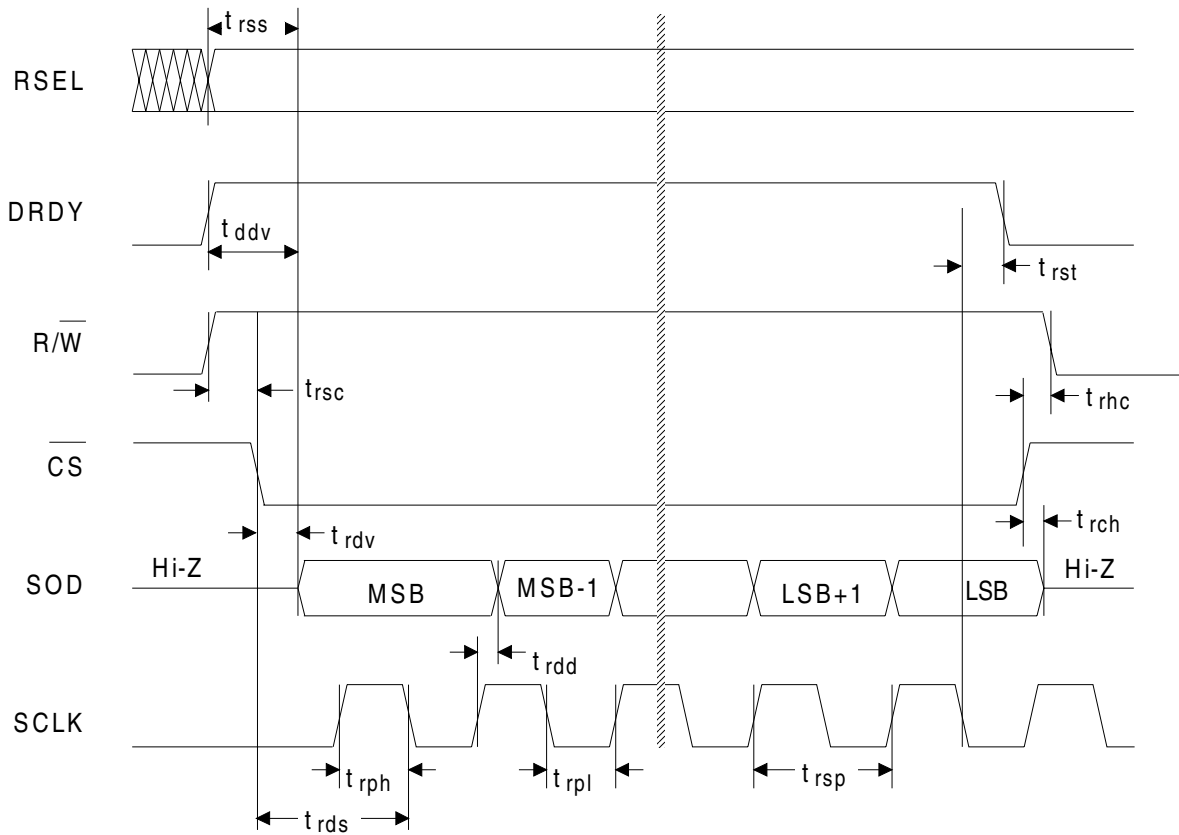 t rss
RSEL
DRDY
t ddv
t rst
R/W̅
t rsc
t rhc
C̅S̅
t rdv
t rch
Hi-Z
Hi-Z
SOD
MSB
MSB-1
LSB+1
LSB
t rdd
SCLK
t rph
t rpl
t rsp
t rds